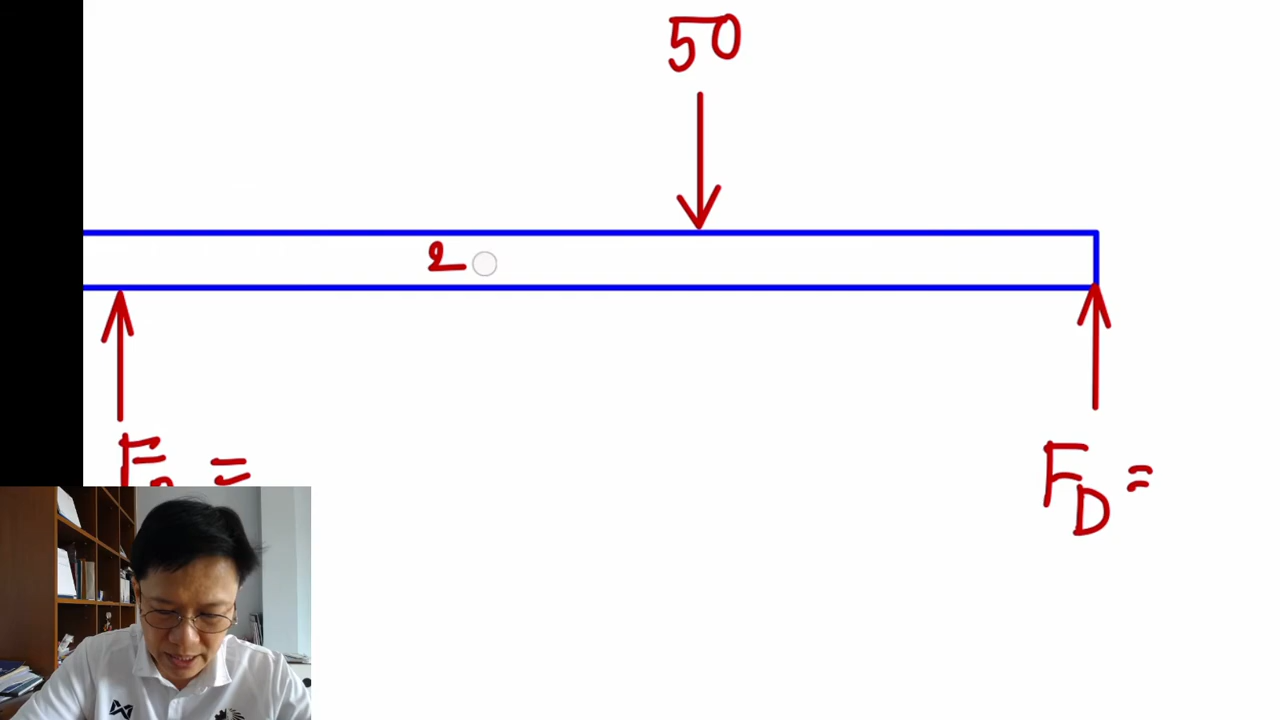 50
2
F =
F_D =